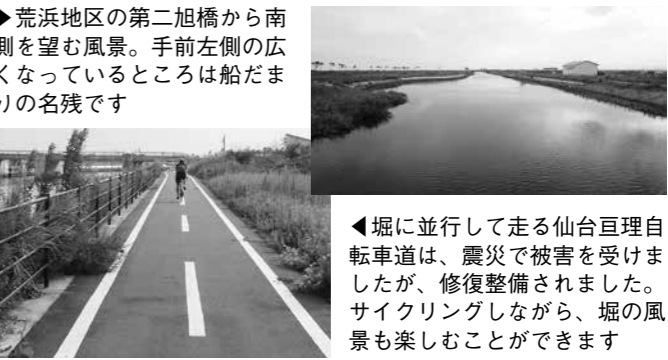 ▶荒浜地区の第二旭橋から南
側を望む風景。手前左側の広
くなっているところは船だま
りの名残です
◀堀に並行して走る仙台亘理自
転車道は、震災で被害を受けま
したが、修復整備されました。
サイクリングしながら、堀の風
景も楽しむことができます